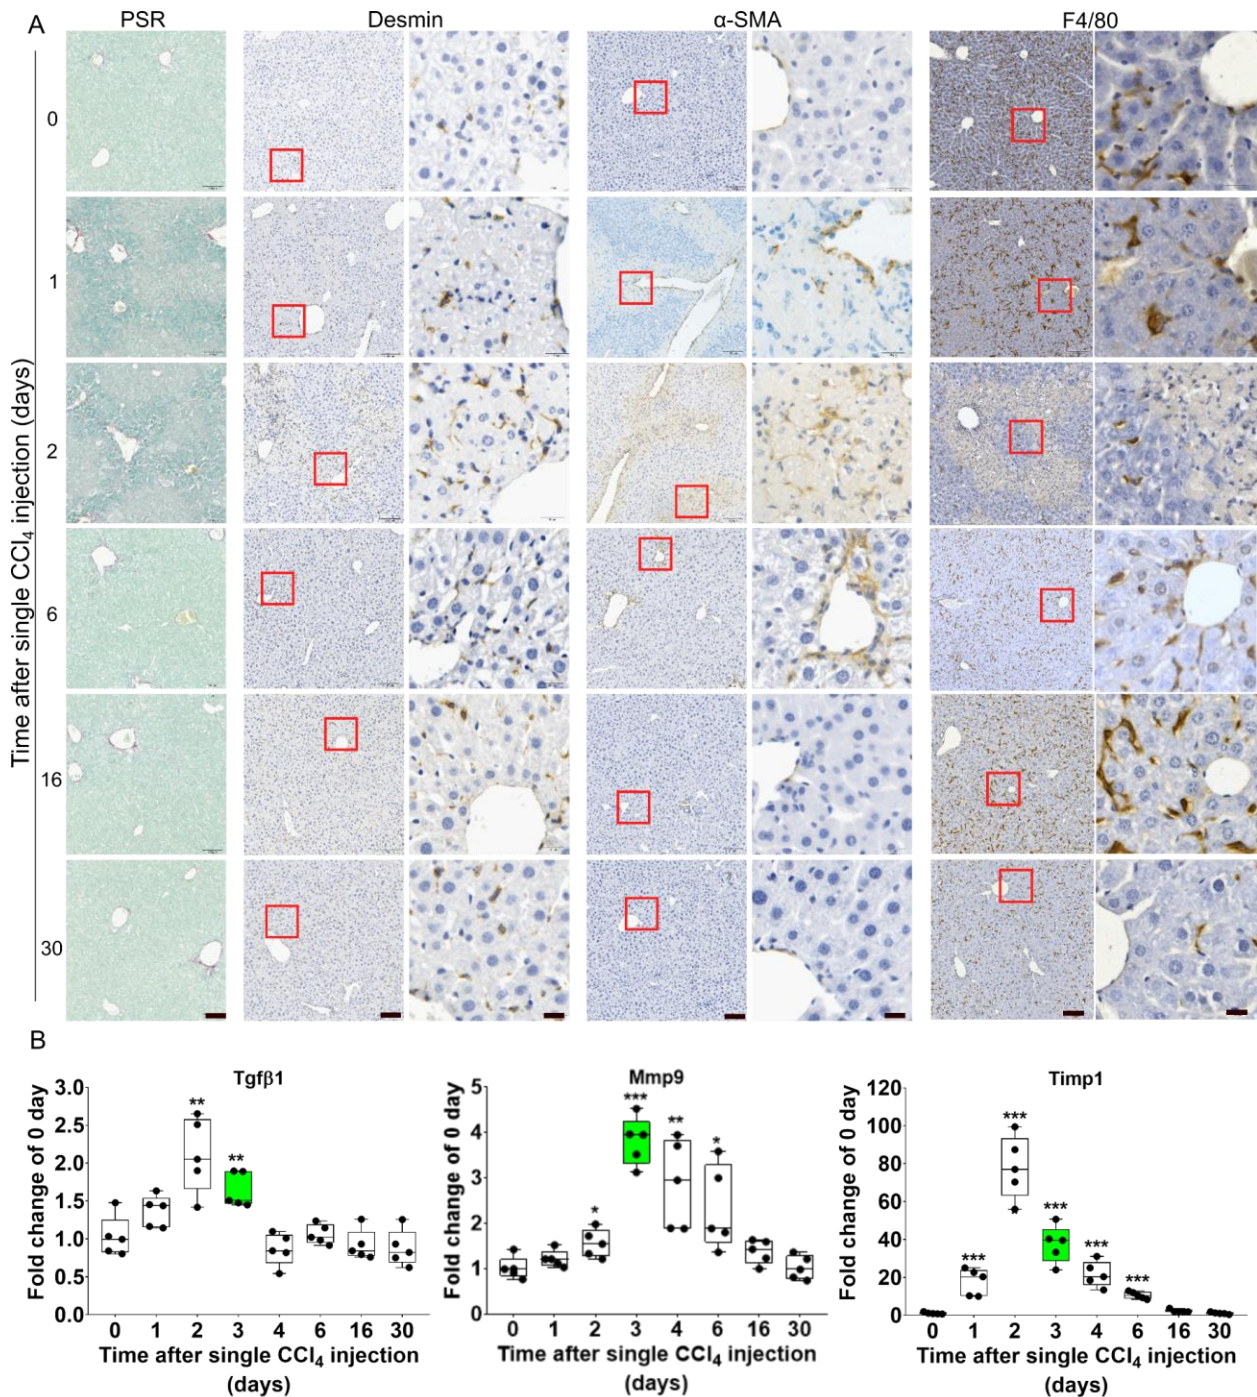 A
PSR
Desmin
α-SMA
F4/80
Time after single CCl₄ injection (days)
0
1
2
6
16
30
B
Tgfβ1
Fold change of 0 day
3.0
2.5
2.0
1.5
1.0
0.5
0.0
**
**
0 1 2 3 4 6 16 30
Time after single CCl₄ injection
(days)
Mmp9
Fold change of 0 day
5
4
3
2
1
0
*
***
**
*
0 1 2 3 4 6 16 30
Time after single CCl₄ injection
(days)
Timp1
Fold change of 0 day
120
100
80
60
40
20
0
***
***
***
***
***
0 1 2 3 4 6 16 30
Time after single CCl₄ injection
(days)